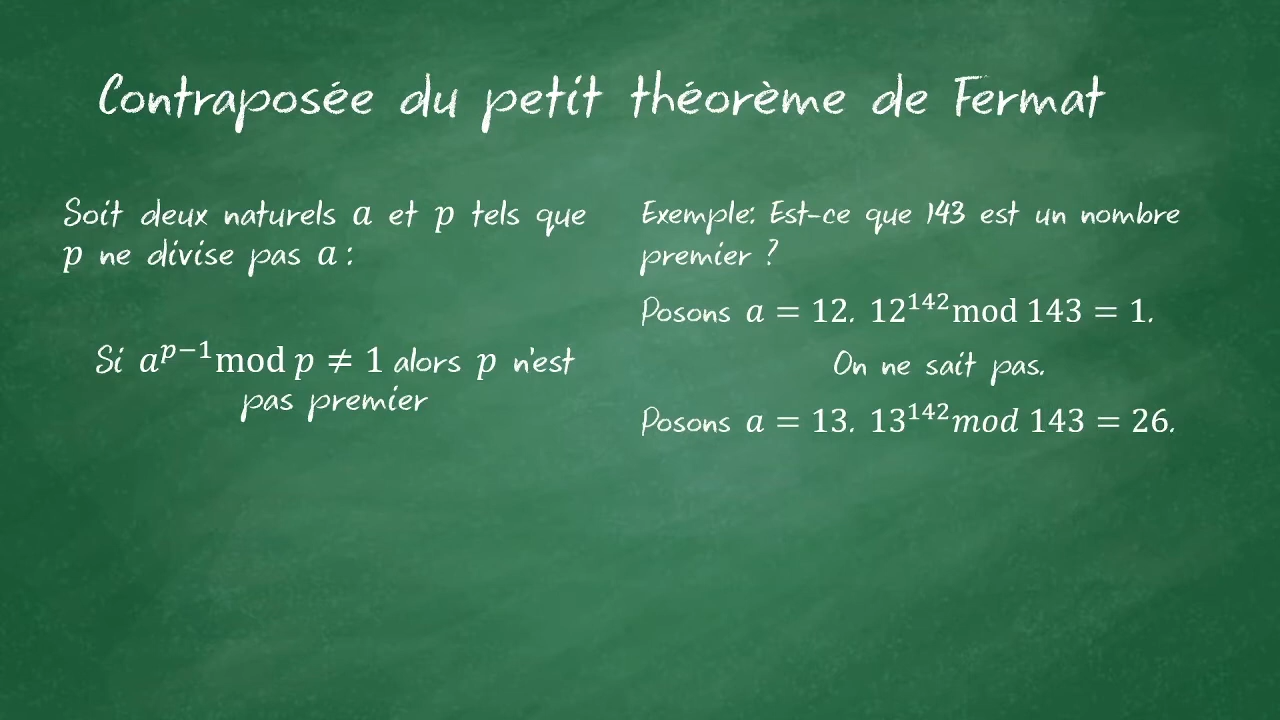 Contraposée du petit théorème de Fermat
Soit deux naturels a et p tels que
p ne divise pas a :
Si a^{p−1} mod p ≠ 1 alors p n'est
pas premier
Exemple: Est-ce que 143 est un nombre
premier ?
Posons a = 12. 12^{142} mod 143 = 1.
On ne sait pas.
Posons a = 13. 13^{142} mod 143 = 26.